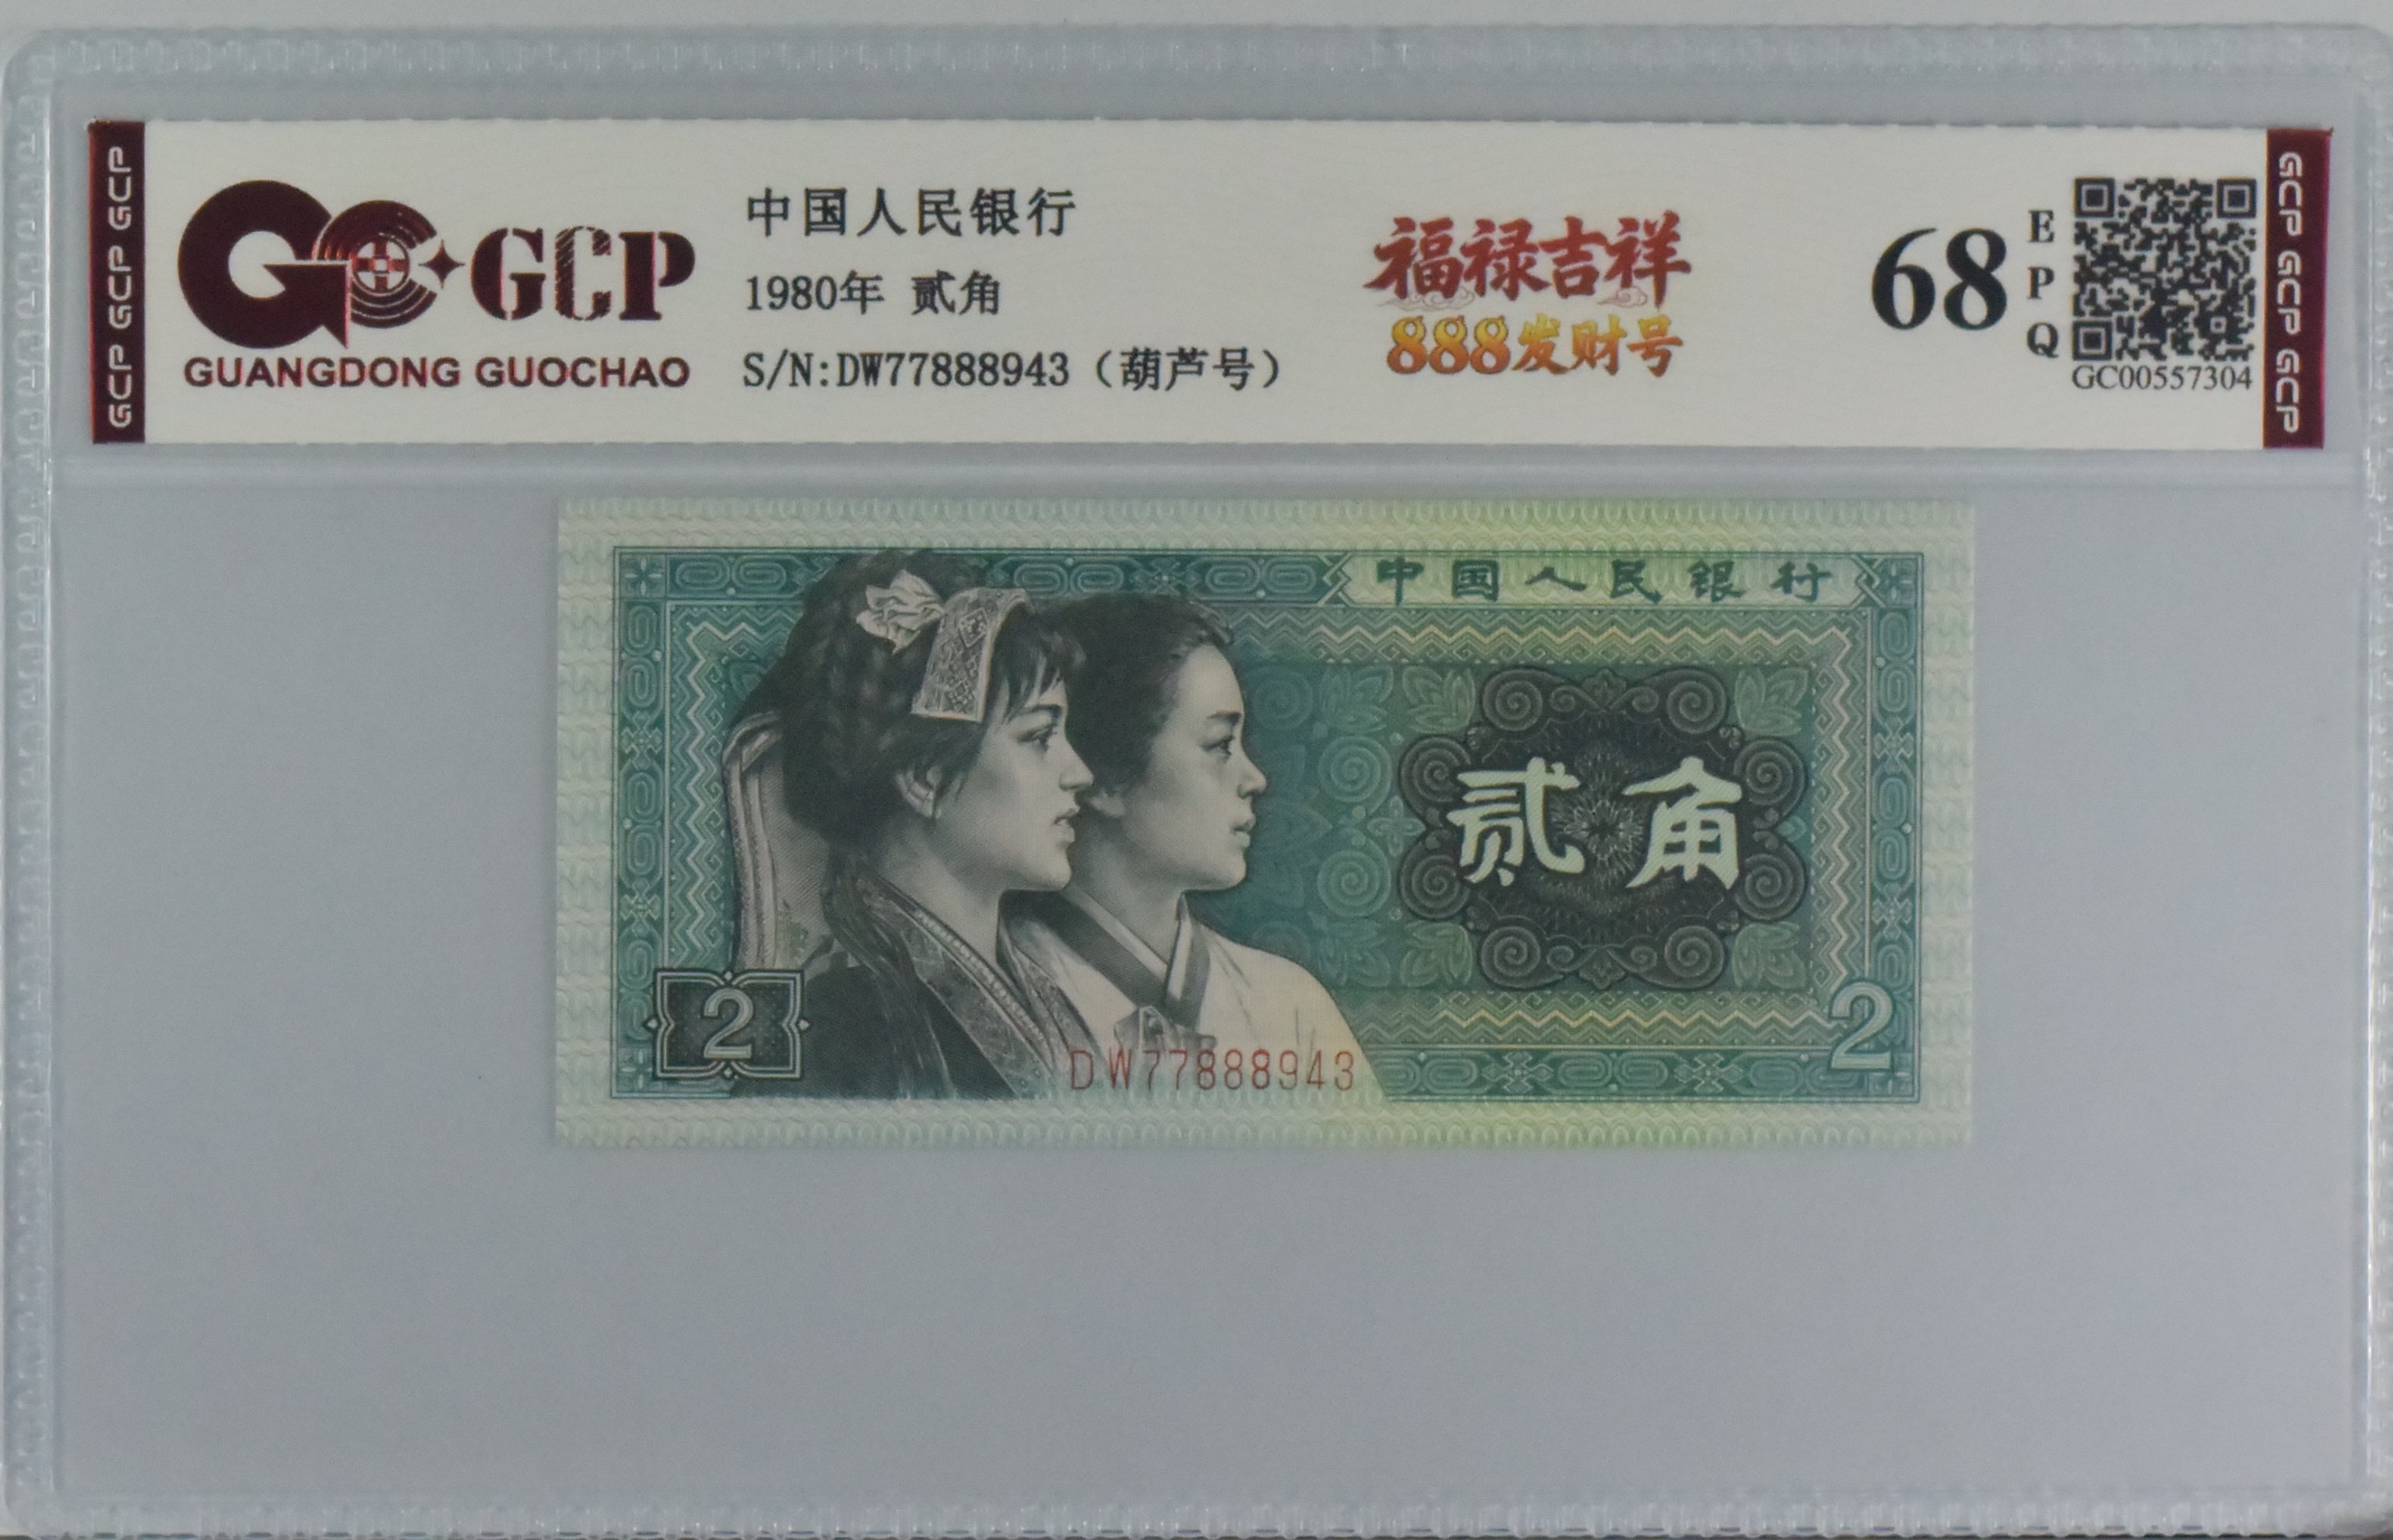 GCP GCP GCP
GCP
GUANGDONG GUOCHAO
中国人民银行
1980年 贰角
S/N:DW77888943（葫芦号）
福禄吉祥
888发财号
68
E
P
Q
GC00557304
GCP GCP GCP
中国人民银行
贰角
2
2
DW77888943